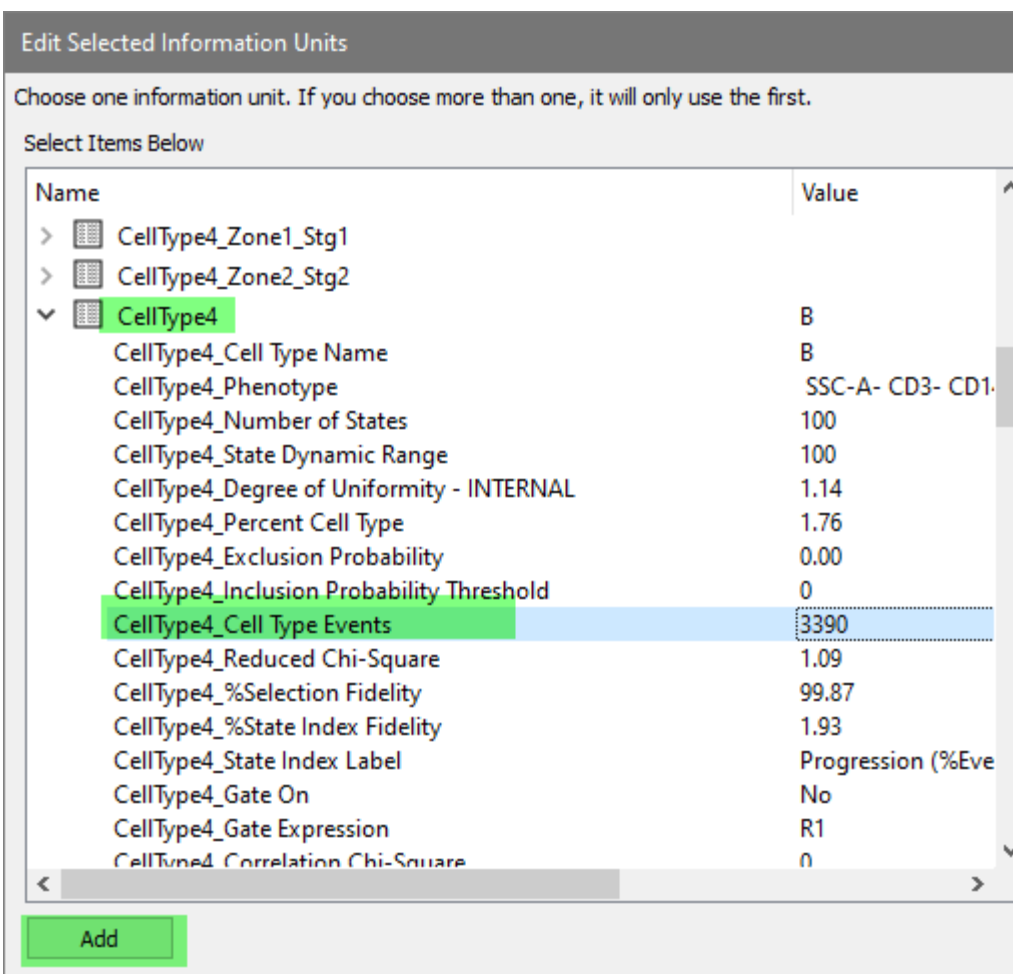 Edit Selected Information Units
Choose one information unit. If you choose more than one, it will only use the first.
Select Items Below
Name Value
CellType4_Zone1_Stg1
CellType4_Zone2_Stg2
CellType4 B
CellType4_Cell Type Name B
CellType4_Phenotype SSC-A- CD3- CD14
CellType4_Number of States 100
CellType4_State Dynamic Range 100
CellType4_Degree of Uniformity - INTERNAL 1.14
CellType4_Percent Cell Type 1.76
CellType4_Exclusion Probability 0.00
CellType4_Inclusion Probability Threshold 0
CellType4_Cell Type Events 3390
CellType4_Reduced Chi-Square 1.09
CellType4_%Selection Fidelity 99.87
CellType4_%State Index Fidelity 1.93
CellType4_State Index Label Progression (%Eve
CellType4_Gate On No
CellType4_Gate Expression R1
CellType4_Correlation Chi-Square 0
Add